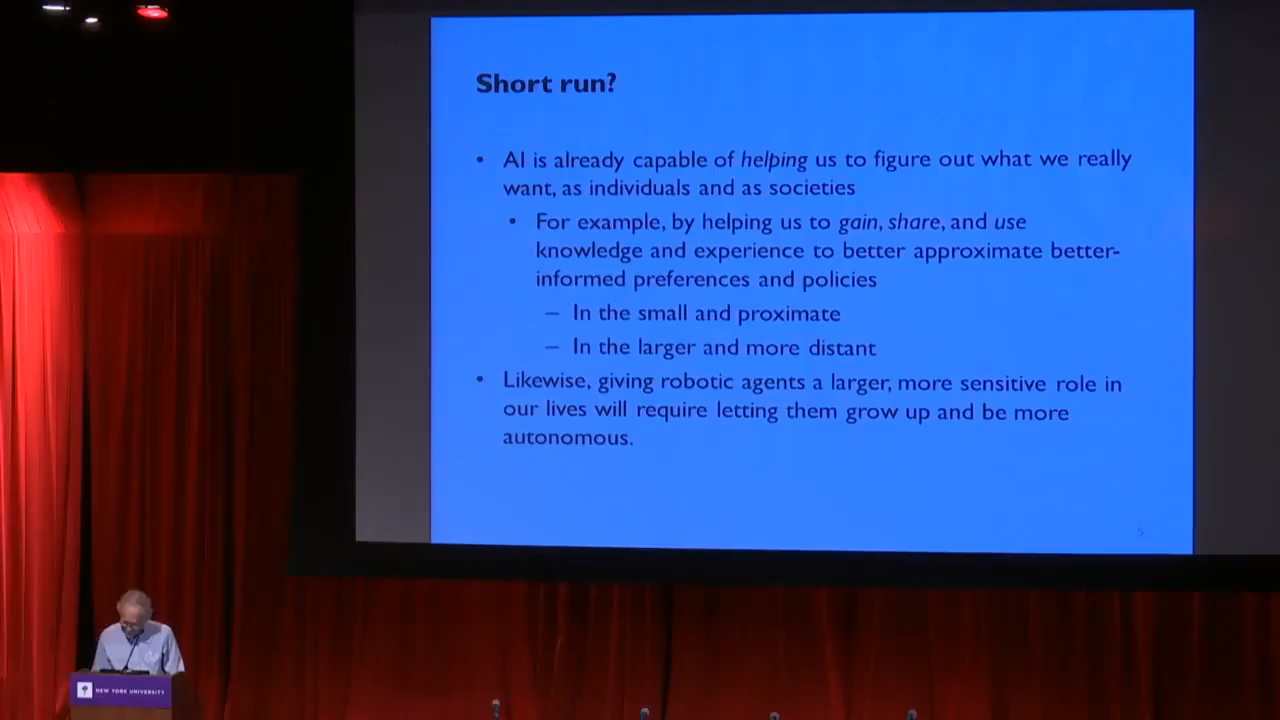 Short run?
• AI is already capable of helping us to figure out what we really
want, as individuals and as societies
• For example, by helping us to gain, share, and use
knowledge and experience to better approximate better-
informed preferences and policies
– In the small and proximate
– In the larger and more distant
• Likewise, giving robotic agents a larger, more sensitive role in
our lives will require letting them grow up and be more
autonomous.
5
NEW YORK UNIVERSITY